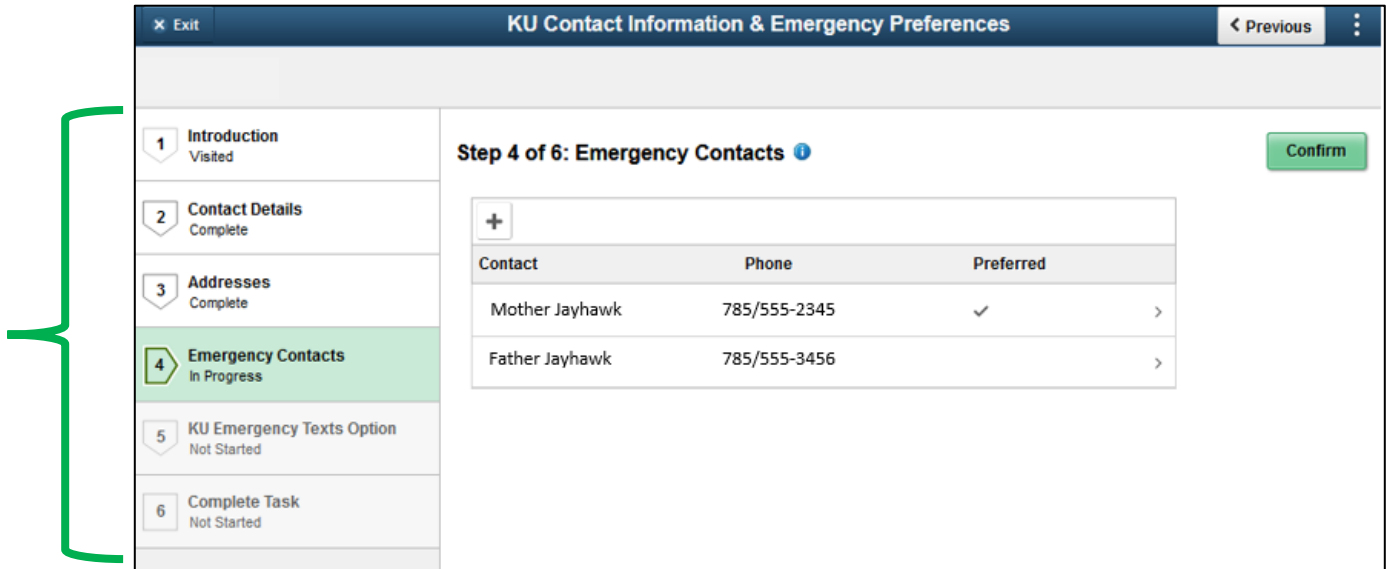 × Exit
KU Contact Information & Emergency Preferences
Previous
1
Introduction
Visited
2
Contact Details
Complete
3
Addresses
Complete
4
Emergency Contacts
In Progress
5
KU Emergency Texts Option
Not Started
6
Complete Task
Not Started
Step 4 of 6: Emergency Contacts
Confirm
+
Contact Phone Preferred
Mother Jayhawk 785/555-2345 ✓
Father Jayhawk 785/555-3456